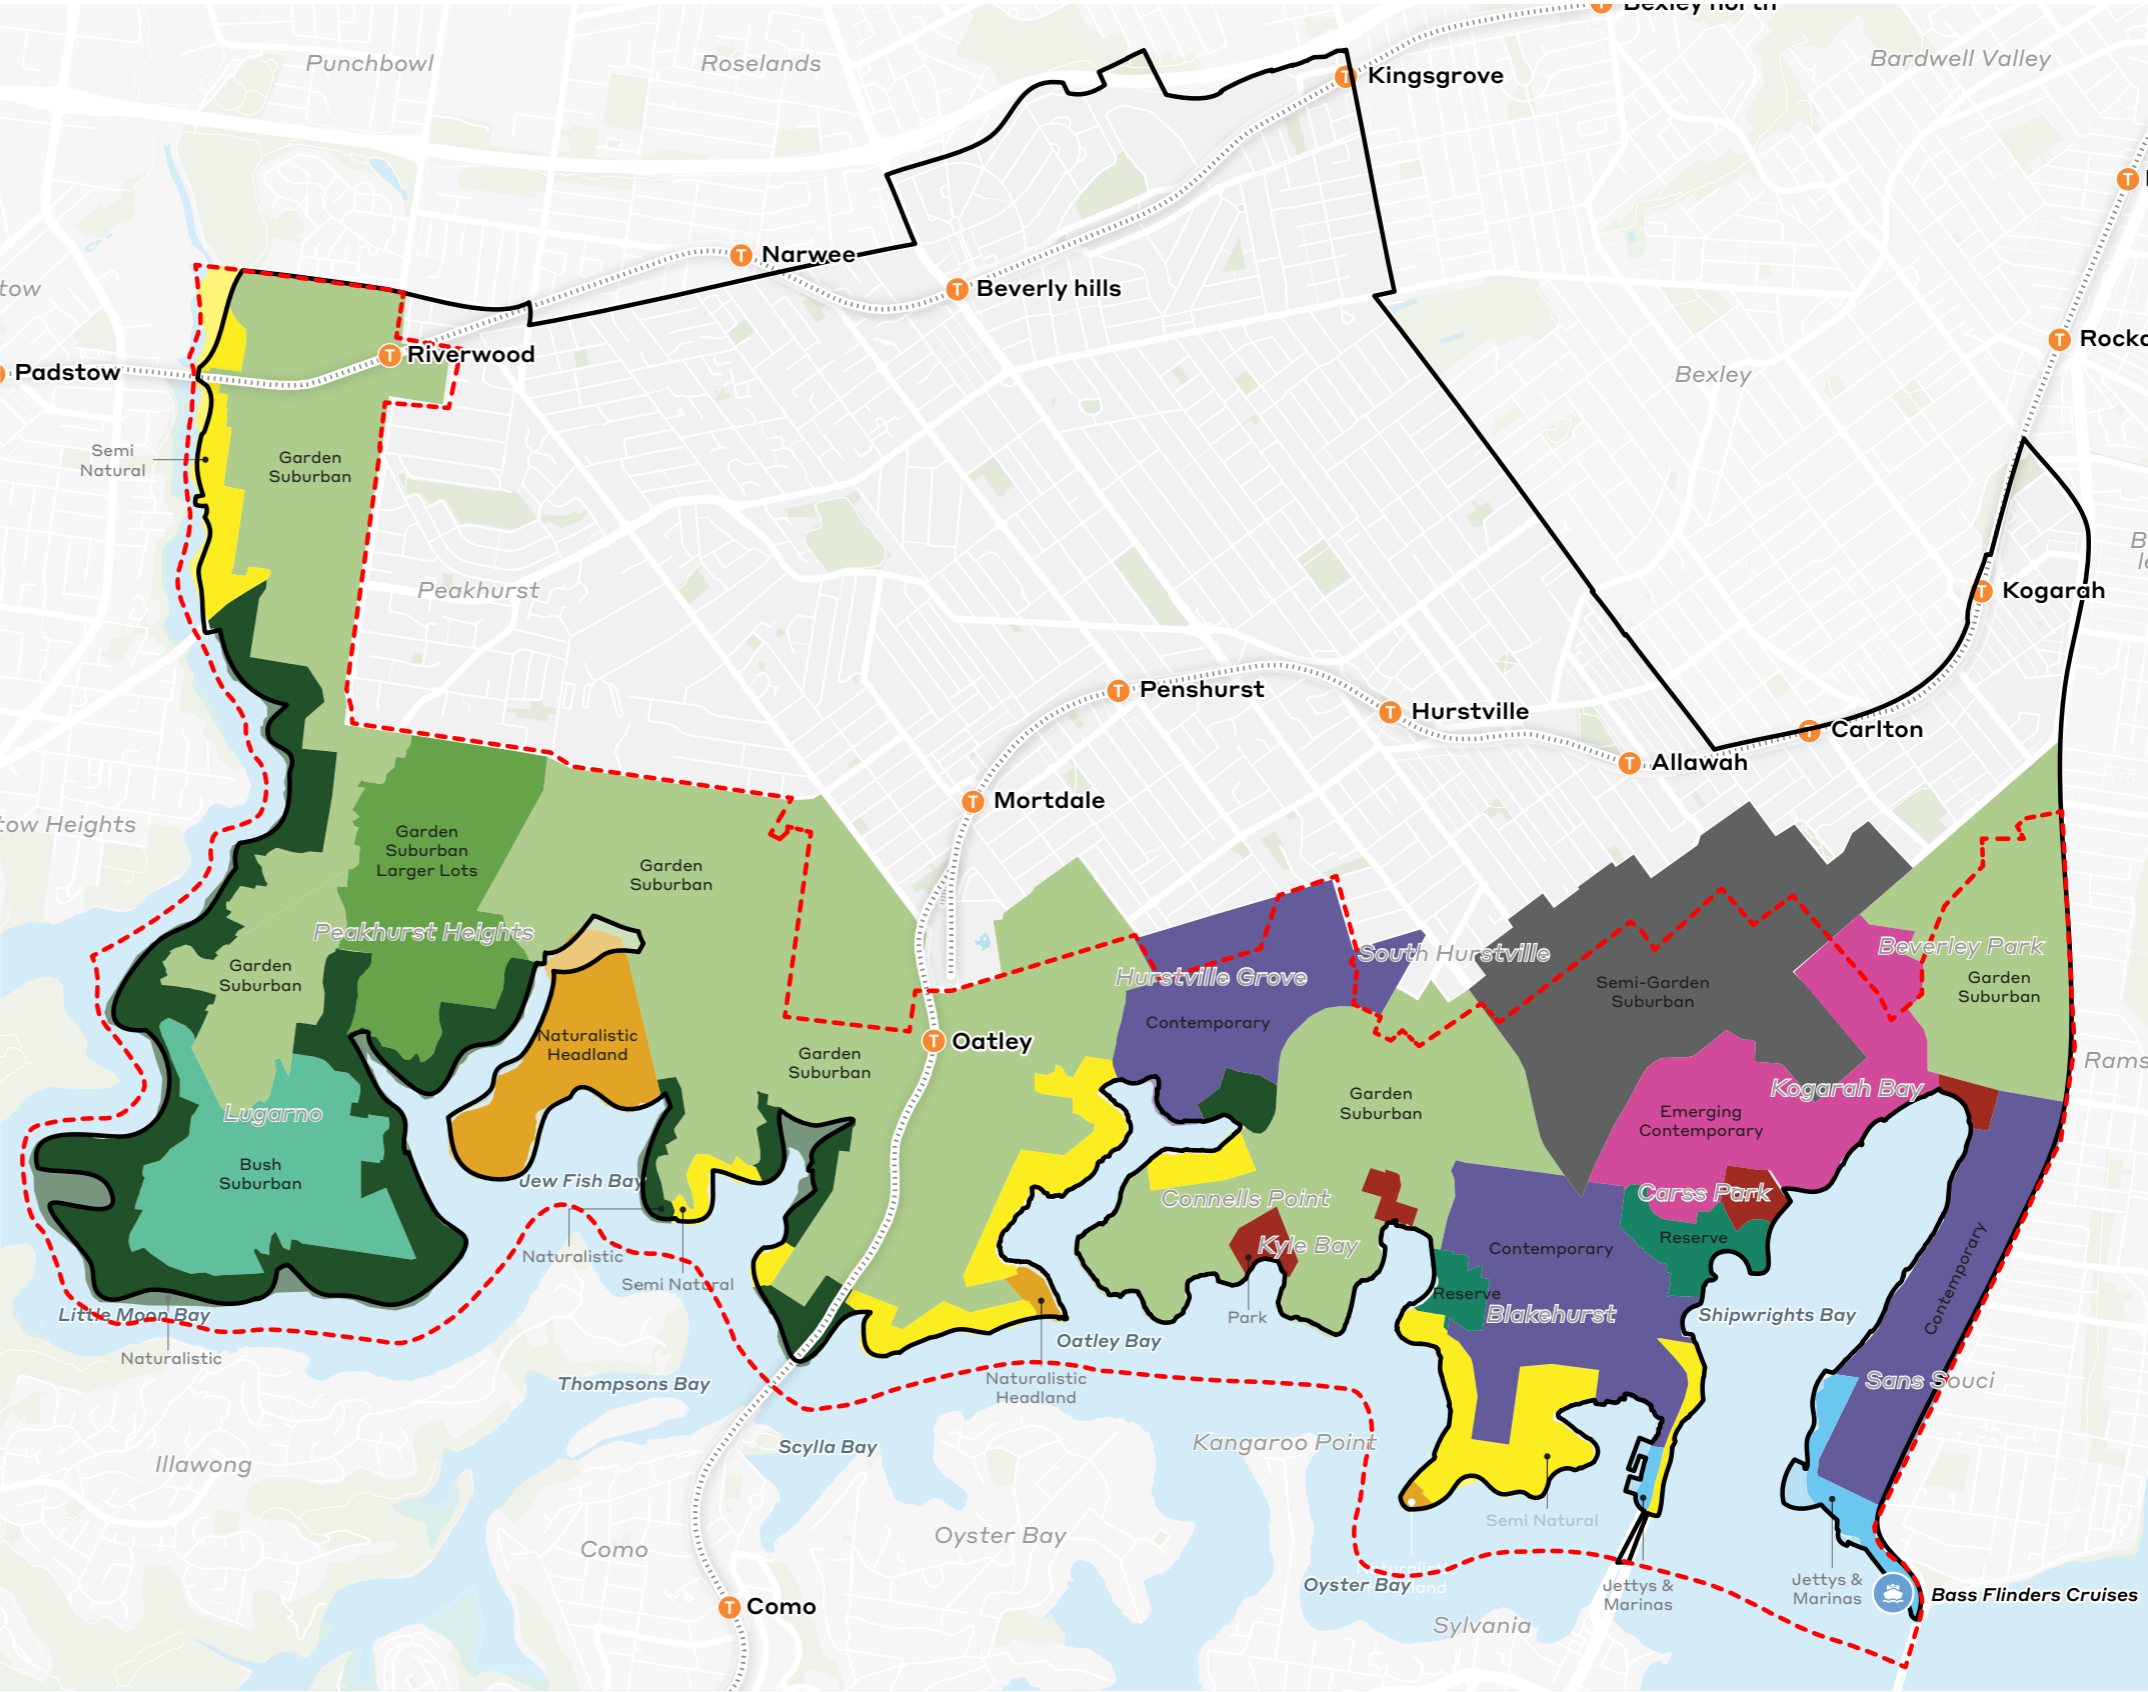 Bexley north
Punchbowl
Roselands
Bardwell Valley
Kingsgrove
Narwee
Beverly hills
Riverwood
Padstow
Bexley
Semi
Natural
Garden
Suburban
Peakhurst
Kogarah
Penshurst
Hurstville
Carlton
Allawah
Mortdale
Garden
Suburban
Larger Lots
Garden
Suburban
Peakhurst Heights
Garden
Suburban
Hurstville Grove
South Hurstville
Beverley Park
Semi-Garden
Suburban
Garden
Suburban
Contemporary
Naturalistic
Headland
Oatley
Garden
Suburban
Garden
Suburban
Kogarah Bay
Emerging
Contemporary
Lugarno
Bush
Suburban
Jew Fish Bay
Connells Point
Carss Park
Reserve
Kyle Bay
Contemporary
Contemporary
Naturalistic
Semi Natural
Reserve
Blakehurst
Shipwrights Bay
Park
Little Moon Bay
Oatley Bay
Naturalistic
Thompsons Bay
Naturalistic
Headland
Sans Souci
Scylla Bay
Kangaroo Point
Illawong
Como
Oyster Bay
Semi Natural
Oyster Bay
Jettys &
Marinas
Jettys &
Marinas
Bass Flinders Cruises
Como
Sylvania